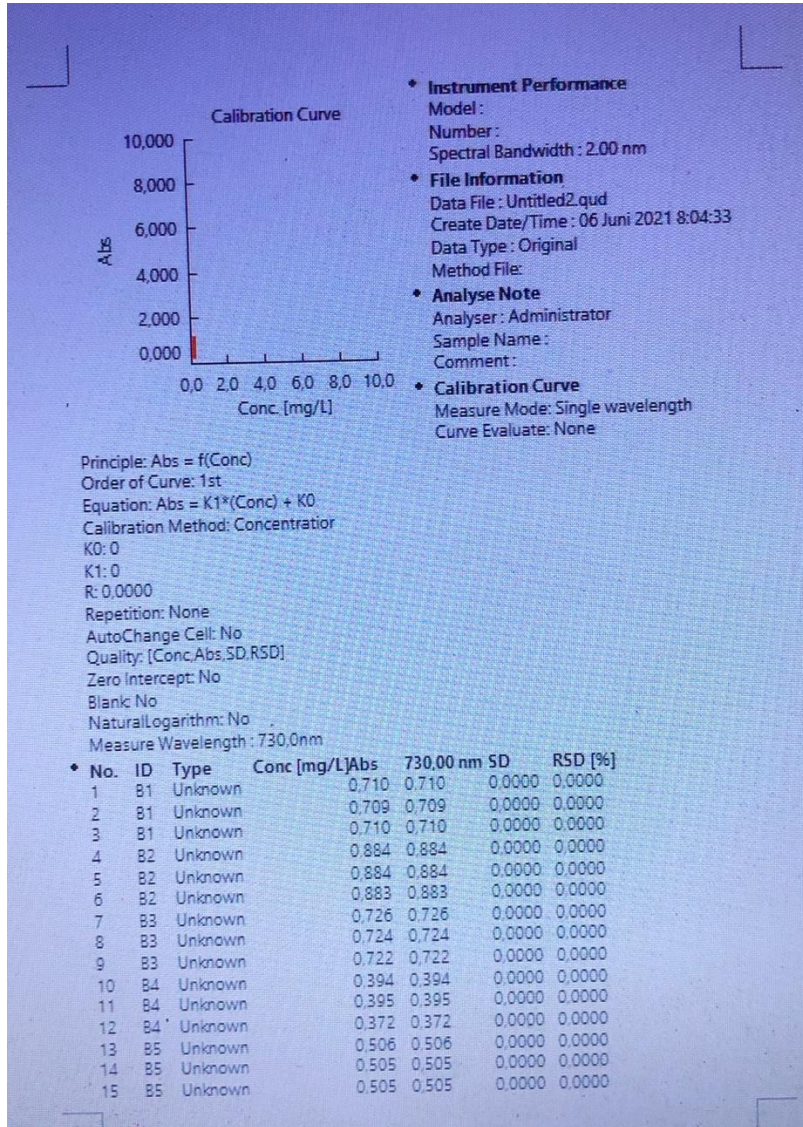 Calibration Curve
10,000
8,000
6,000
4,000
2,000
0,000
Abs
0,0 2,0 4,0 6,0 8,0 10,0
Conc. [mg/L]
• Instrument Performance
Model :
Number :
Spectral Bandwidth : 2.00 nm
• File Information
Data File : Untitled2.qud
Create Date/Time : 06 Juni 2021 8:04:33
Data Type : Original
Method File:
• Analyse Note
Analyser : Administrator
Sample Name :
Comment :
• Calibration Curve
Measure Mode: Single wavelength
Curve Evaluate: None
Principle: Abs = f(Conc)
Order of Curve: 1st
Equation: Abs = K1*(Conc) + K0
Calibration Method: Concentratior
K0: 0
K1: 0
R: 0,0000
Repetition: None
AutoChange Cell: No
Quality: [Conc,Abs,SD,RSD]
Zero Intercept: No
Blank: No
NaturalLogarithm: No
Measure Wavelength : 730,0nm
• No. ID Type Conc [mg/L]Abs 730,00 nm SD RSD [%]
1 B1 Unknown 0,710 0,710 0,0000 0,0000
2 B1 Unknown 0,709 0,709 0,0000 0,0000
3 B1 Unknown 0,710 0,710 0,0000 0,0000
4 B2 Unknown 0,884 0,884 0,0000 0,0000
5 B2 Unknown 0,884 0,884 0,0000 0,0000
6 B2 Unknown 0,883 0,883 0,0000 0,0000
7 B3 Unknown 0,726 0,726 0,0000 0,0000
8 B3 Unknown 0,724 0,724 0,0000 0,0000
9 B3 Unknown 0,722 0,722 0,0000 0,0000
10 B4 Unknown 0,394 0,394 0,0000 0,0000
11 B4 Unknown 0,395 0,395 0,0000 0,0000
12 B4 Unknown 0,372 0,372 0,0000 0,0000
13 B5 Unknown 0,506 0,506 0,0000 0,0000
14 B5 Unknown 0,505 0,505 0,0000 0,0000
15 B5 Unknown 0,505 0,505 0,0000 0,0000